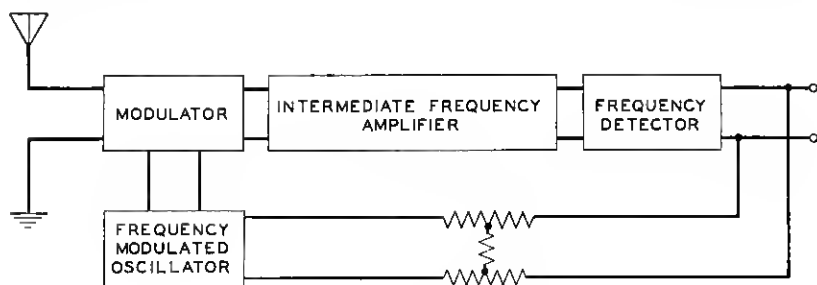 MODULATOR
INTERMEDIATE FREQUENCY
AMPLIFIER
FREQUENCY
DETECTOR
FREQUENCY
MODULATED
OSCILLATOR